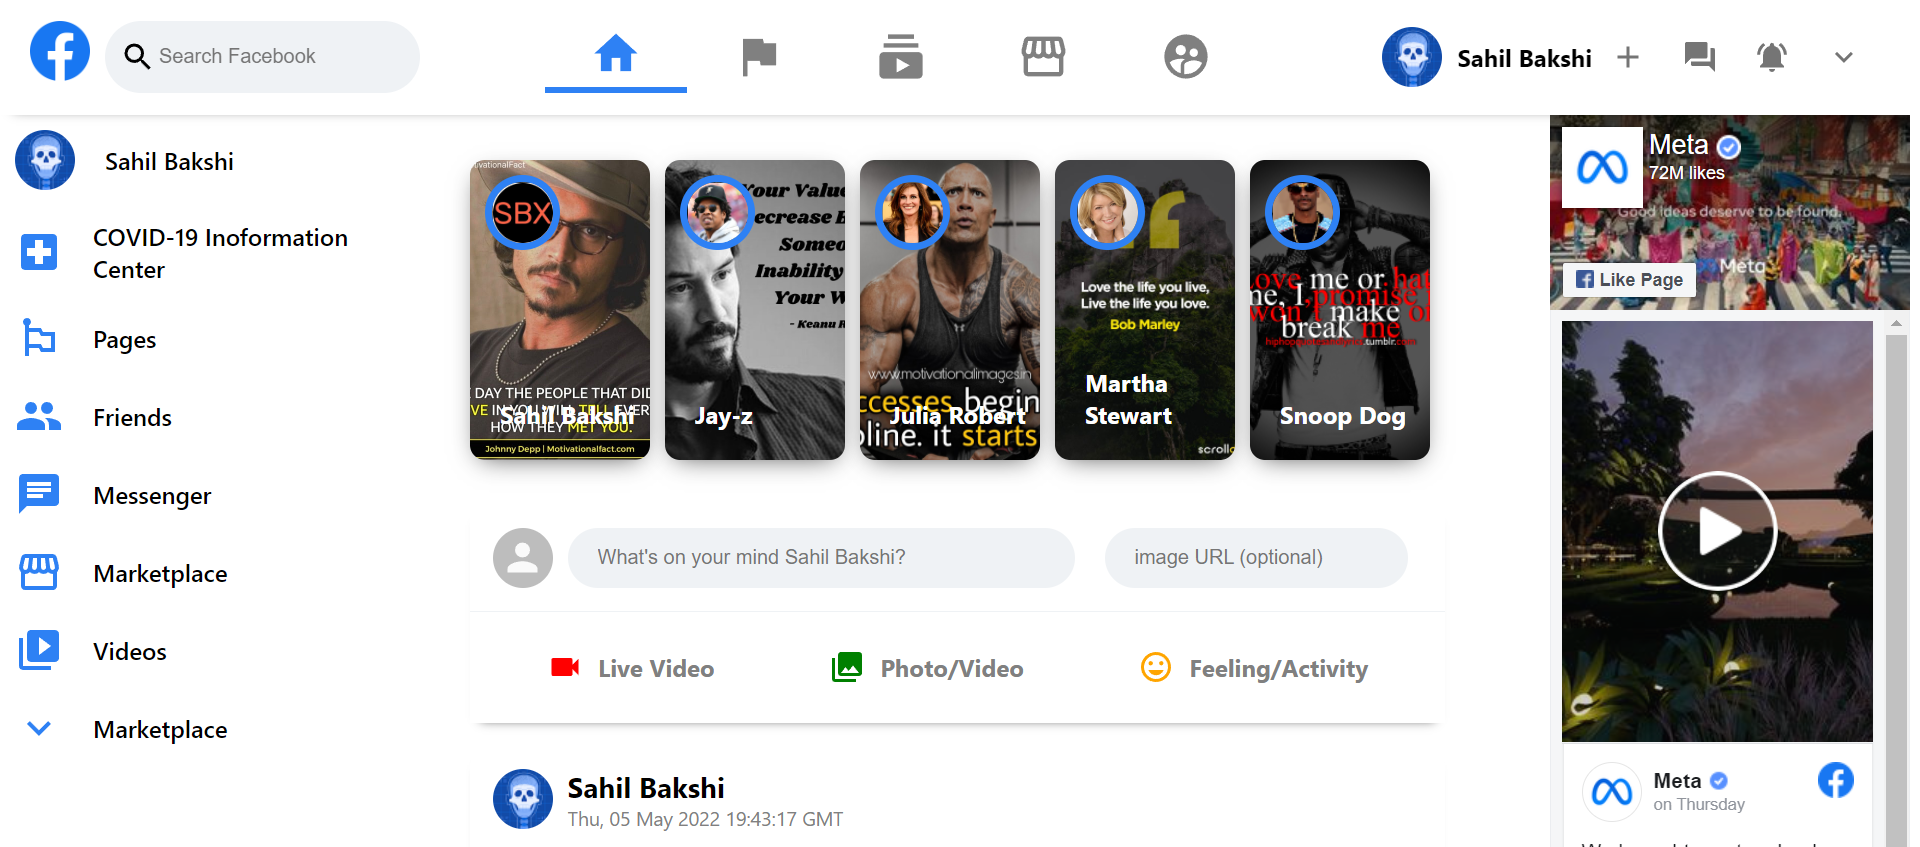 Search Facebook
Sahil Bakshi
Sahil Bakshi
COVID-19 Inoformation
Center
Pages
Friends
Messenger
Marketplace
Videos
Marketplace
SBX
DAY THE PEOPLE THAT DID
IN YOU WILL TELL EVER
HOW THEY MET YOU.
Sahil Bakshi
Johnny Depp | Motivationalfact.com
Your Value
Decrease
Someo
Inability
Your W
- Keanu R
Jay-z
www.motivationalimages.in
ccesses begin
Julia Robert
line. it starts
Love the life you live,
Live the life you love.
Bob Marley
Martha
Stewart
scroll
love me or hat
me, I promise
won't make
break me
Snoop Dog
What's on your mind Sahil Bakshi?
image URL (optional)
Live Video
Photo/Video
Feeling/Activity
Sahil Bakshi
Thu, 05 May 2022 19:43:17 GMT
Meta
72M likes
Good ideas deserve to be found.
Meta
Like Page
Meta
on Thursday